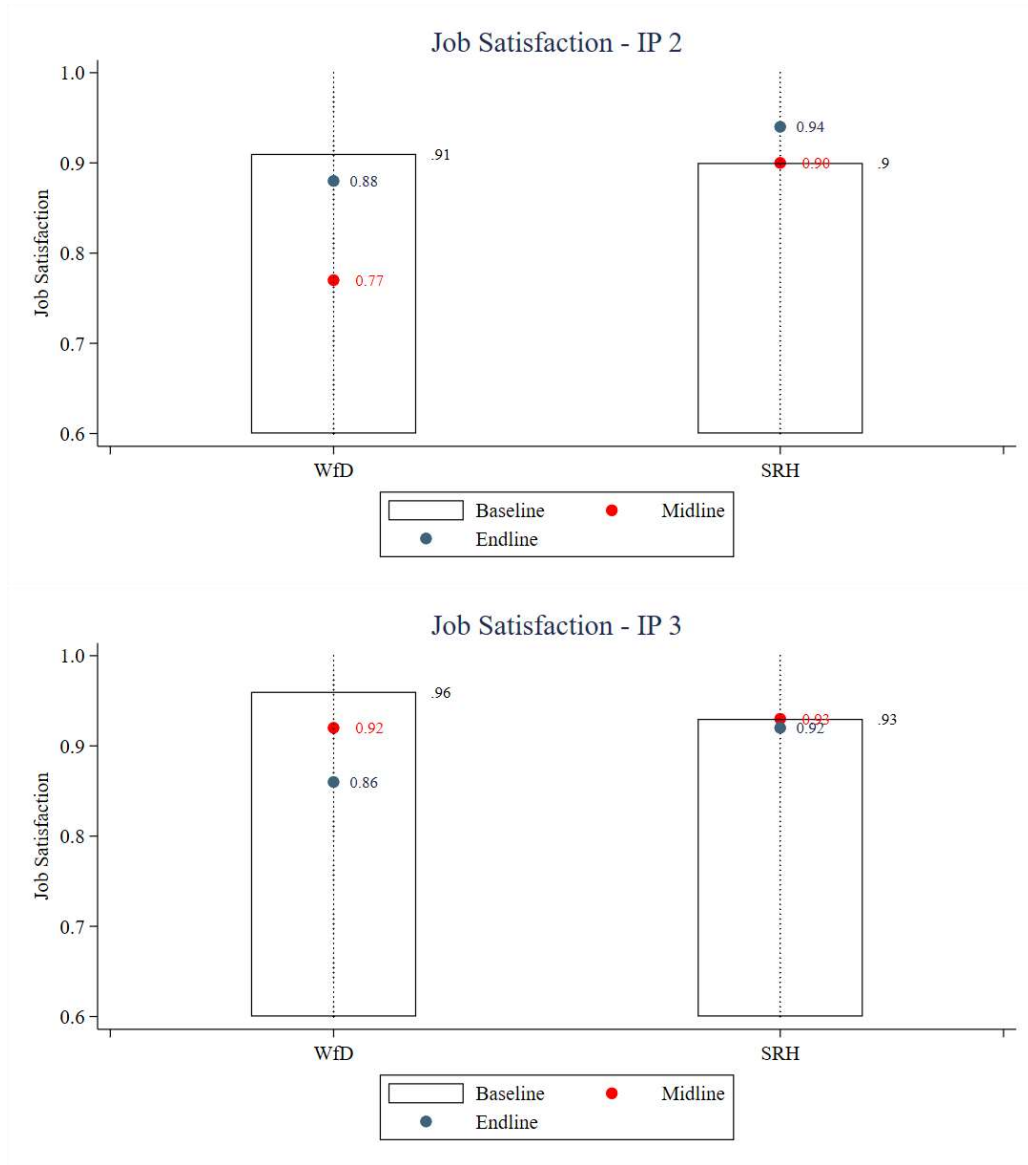 Job Satisfaction - IP 2
Job Satisfaction
1.0
0.9
0.8
0.7
0.6
.91
0.88
0.77
0.94
0.90
.9
WfD
SRH
Baseline
Midline
Endline
Job Satisfaction - IP 3
Job Satisfaction
1.0
0.9
0.8
0.7
0.6
.96
0.92
0.86
0.93
.93
0.92
WfD
SRH
Baseline
Midline
Endline